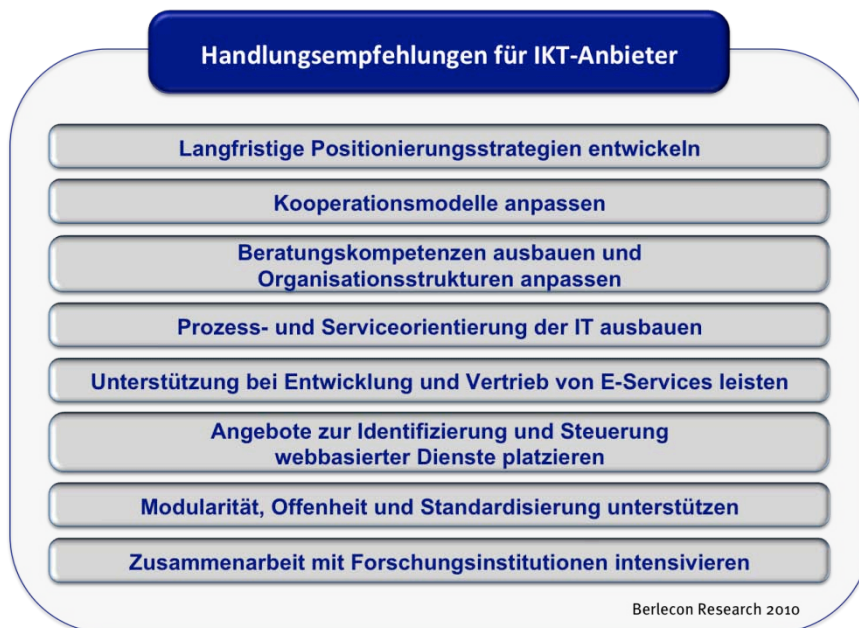 Handlungsempfehlungen für IKT-Anbieter
Langfristige Positionierungsstrategien entwickeln
Kooperationsmodelle anpassen
Beratungskompetenzen ausbauen und
Organisationsstrukturen anpassen
Prozess- und Serviceorientierung der IT ausbauen
Unterstützung bei Entwicklung und Vertrieb von E-Services leisten
Angebote zur Identifizierung und Steuerung
webbasierter Dienste platzieren
Modularität, Offenheit und Standardisierung unterstützen
Zusammenarbeit mit Forschungsinstitutionen intensivieren
Berlecon Research 2010